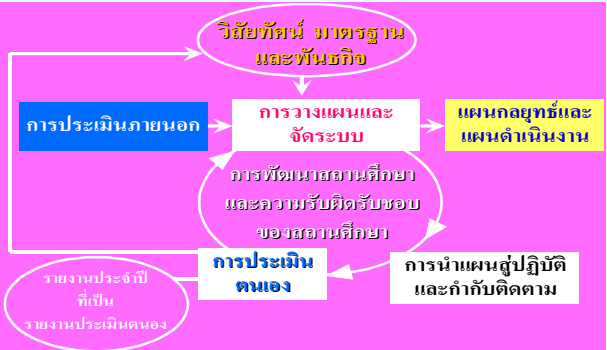 วิสัยทัศน์ มาตรฐาน
และพันธกิจ
การประเมินภายนอก
การวางแผนและ
จัดระบบ
แผนกลยุทธ์และ
แผนดำเนินงาน
การพัฒนาสถานศึกษา
และความรับผิดรับชอบ
ของสถานศึกษา
การประเมิน
ตนเอง
การนำแผนสู่ปฏิบัติ
และกำกับติดตาม
รายงานประจำปี
ที่เป็น
รายงานประเมินตนอง